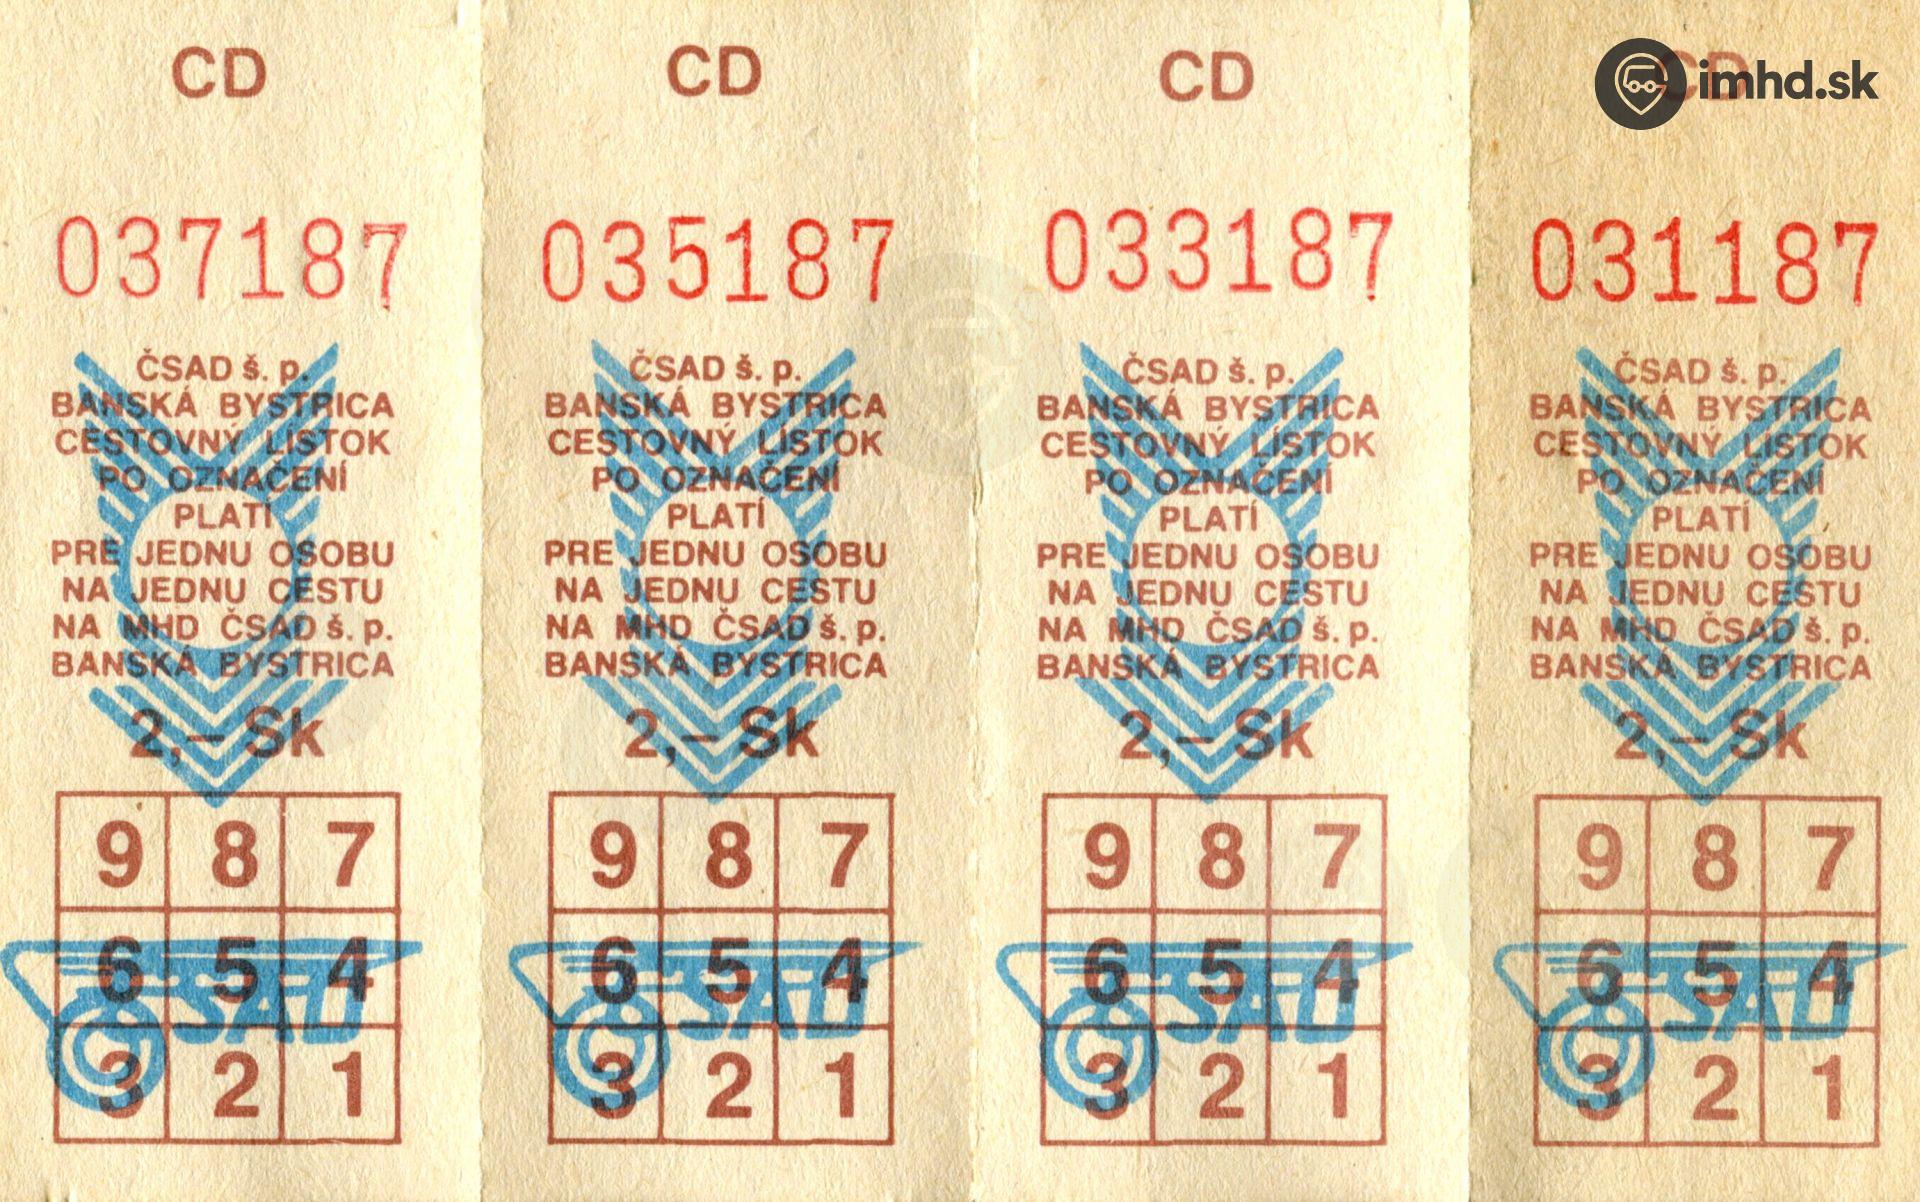 CD
037187
ČSAD š. p.
BANSKÁ BYSTRICA
CESTOVNÝ LÍSTOK
PO OZNAČENÍ
PLATÍ
PRE JEDNU OSOBU
NA JEDNU CESTU
NA MHD ČSAD š. p.
BANSKÁ BYSTRICA
2,– Sk
9 8 7
6 5 4
3 2 1
ČSAD
CD
035187
ČSAD š. p.
BANSKÁ BYSTRICA
CESTOVNÝ LÍSTOK
PO OZNAČENÍ
PLATÍ
PRE JEDNU OSOBU
NA JEDNU CESTU
NA MHD ČSAD š. p.
BANSKÁ BYSTRICA
2,– Sk
9 8 7
6 5 4
3 2 1
ČSAD
CD
033187
ČSAD š. p.
BANSKÁ BYSTRICA
CESTOVNÝ LÍSTOK
PO OZNAČENÍ
PLATÍ
PRE JEDNU OSOBU
NA JEDNU CESTU
NA MHD ČSAD š. p.
BANSKÁ BYSTRICA
2,– Sk
9 8 7
6 5 4
3 2 1
ČSAD
CD
imhd.sk
031187
ČSAD š. p.
BANSKÁ BYSTRICA
CESTOVNÝ LÍSTOK
PO OZNAČENÍ
PLATÍ
PRE JEDNU OSOBU
NA JEDNU CESTU
NA MHD ČSAD š. p.
BANSKÁ BYSTRICA
2,– Sk
9 8 7
6 5 4
3 2 1
ČSAD